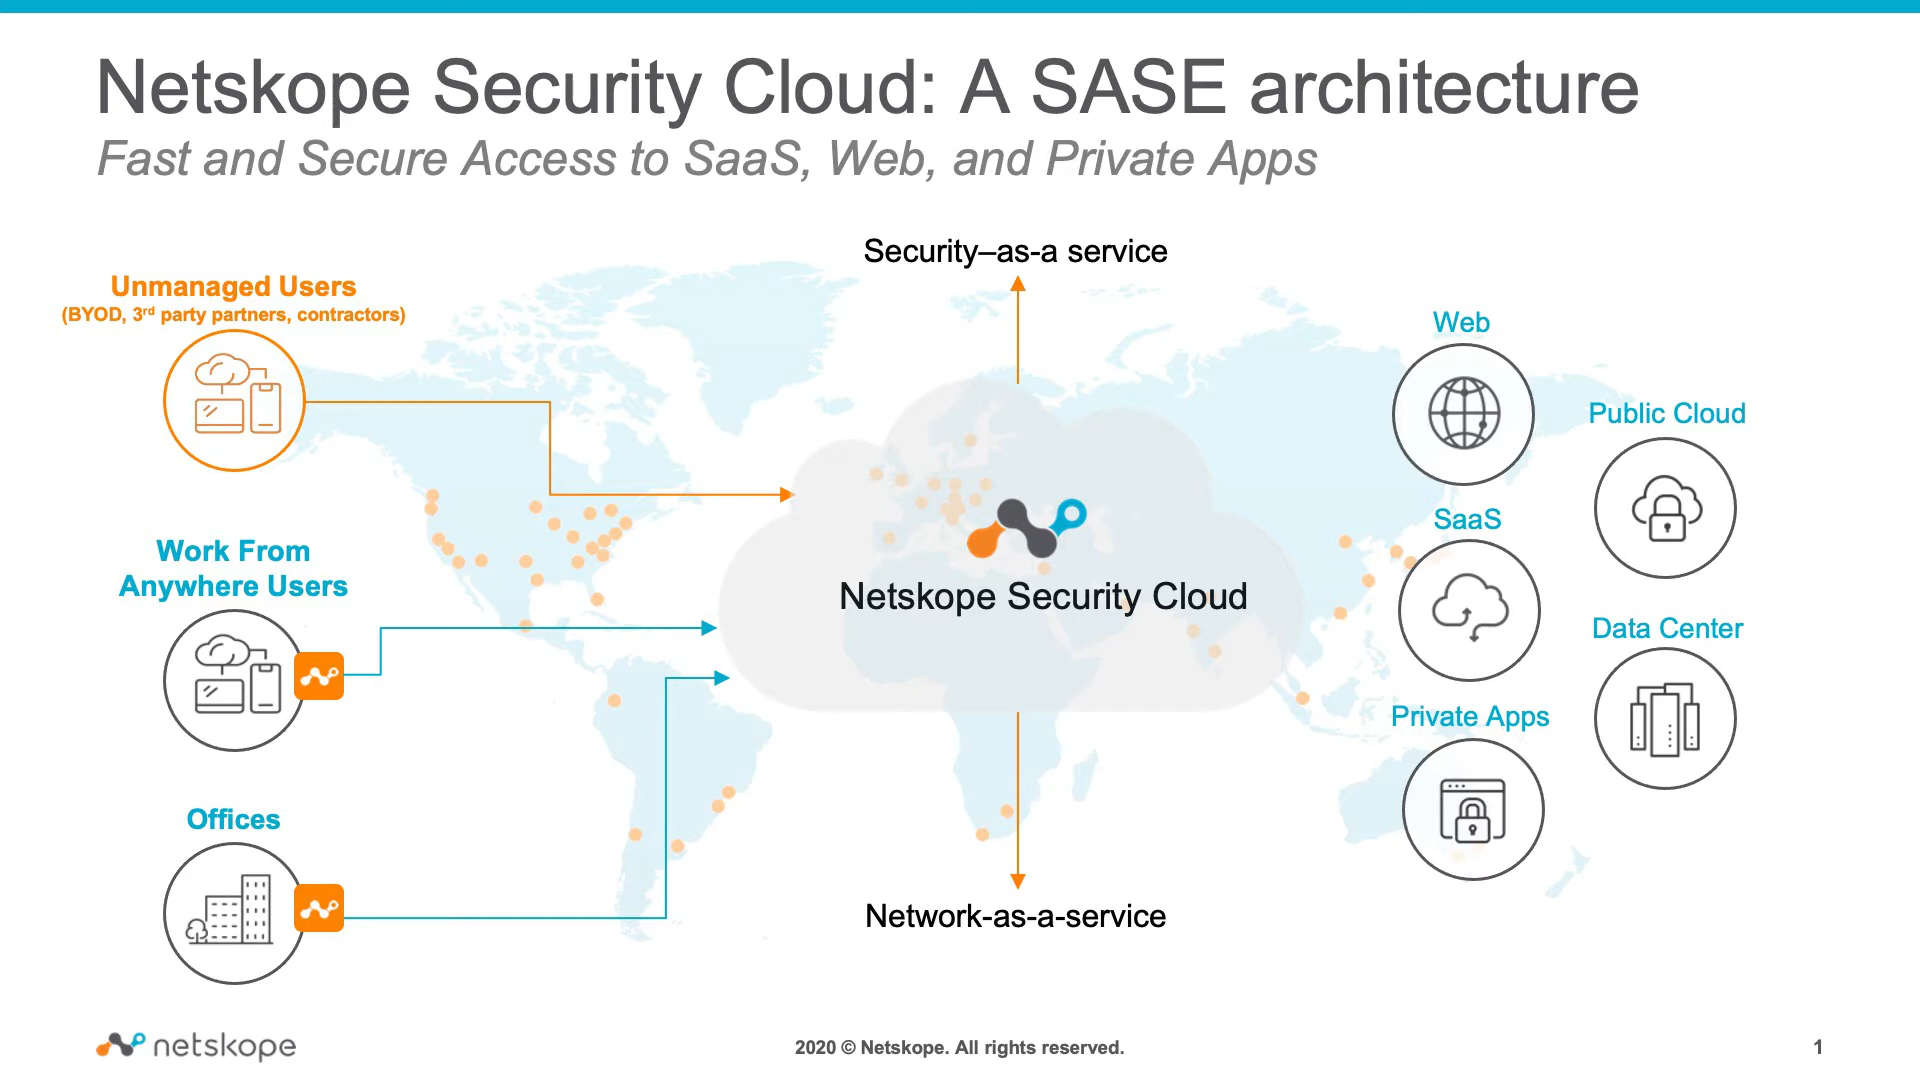 Netskope Security Cloud: A SASE architecture
Fast and Secure Access to SaaS, Web, and Private Apps
Security–as-a service
Unmanaged Users
(BYOD, 3rd party partners, contractors)
Web
Public Cloud
SaaS
Work From
Anywhere Users
Netskope Security Cloud
Data Center
Private Apps
Offices
Network-as-a-service
netskope
2020 © Netskope. All rights reserved.
1